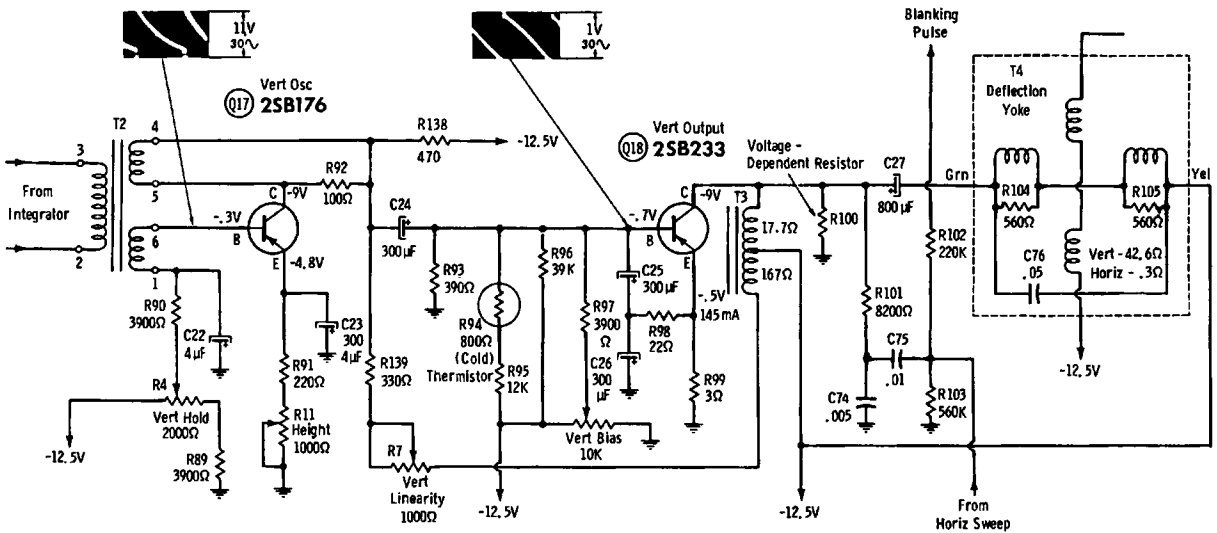 11V
30∿
1V
30∿
Blanking
Pulse
Vert Osc
Q17 2SB176
T2
3
4
5
6
1
2
From
Integrator
R138
470
-12.5V
R92
100Ω
C
-9V
-.3V
B
E
-4.8V
C24
300µF
Vert Output
Q18 2SB233
Voltage -
Dependent Resistor
C
-9V
-.7V
B
E
-.5V
145mA
T3
17.7Ω
167Ω
R100
C27
800µF
Grn
Yel
T4
Deflection
Yoke
R104
560Ω
R105
560Ω
C76
.05
Vert - 42.6Ω
Horiz - .3Ω
-12.5V
R90
3900Ω
C22
4µF
R4
Vert Hold
2000Ω
-12.5V
R89
3900Ω
C23
300
4µF
R91
220Ω
R11
Height
1000Ω
R139
330Ω
R7
Vert
Linearity
1000Ω
R93
390Ω
R94
800Ω
(Cold)
Thermistor
R95
12K
R96
39K
R97
3900
Ω
C25
300µF
R98
22Ω
C26
300
µF
R99
3Ω
Vert Bias
10K
-12.5V
R101
8200Ω
R102
220K
C75
.01
C74
.005
R103
560K
-12.5V
From
Horiz Sweep